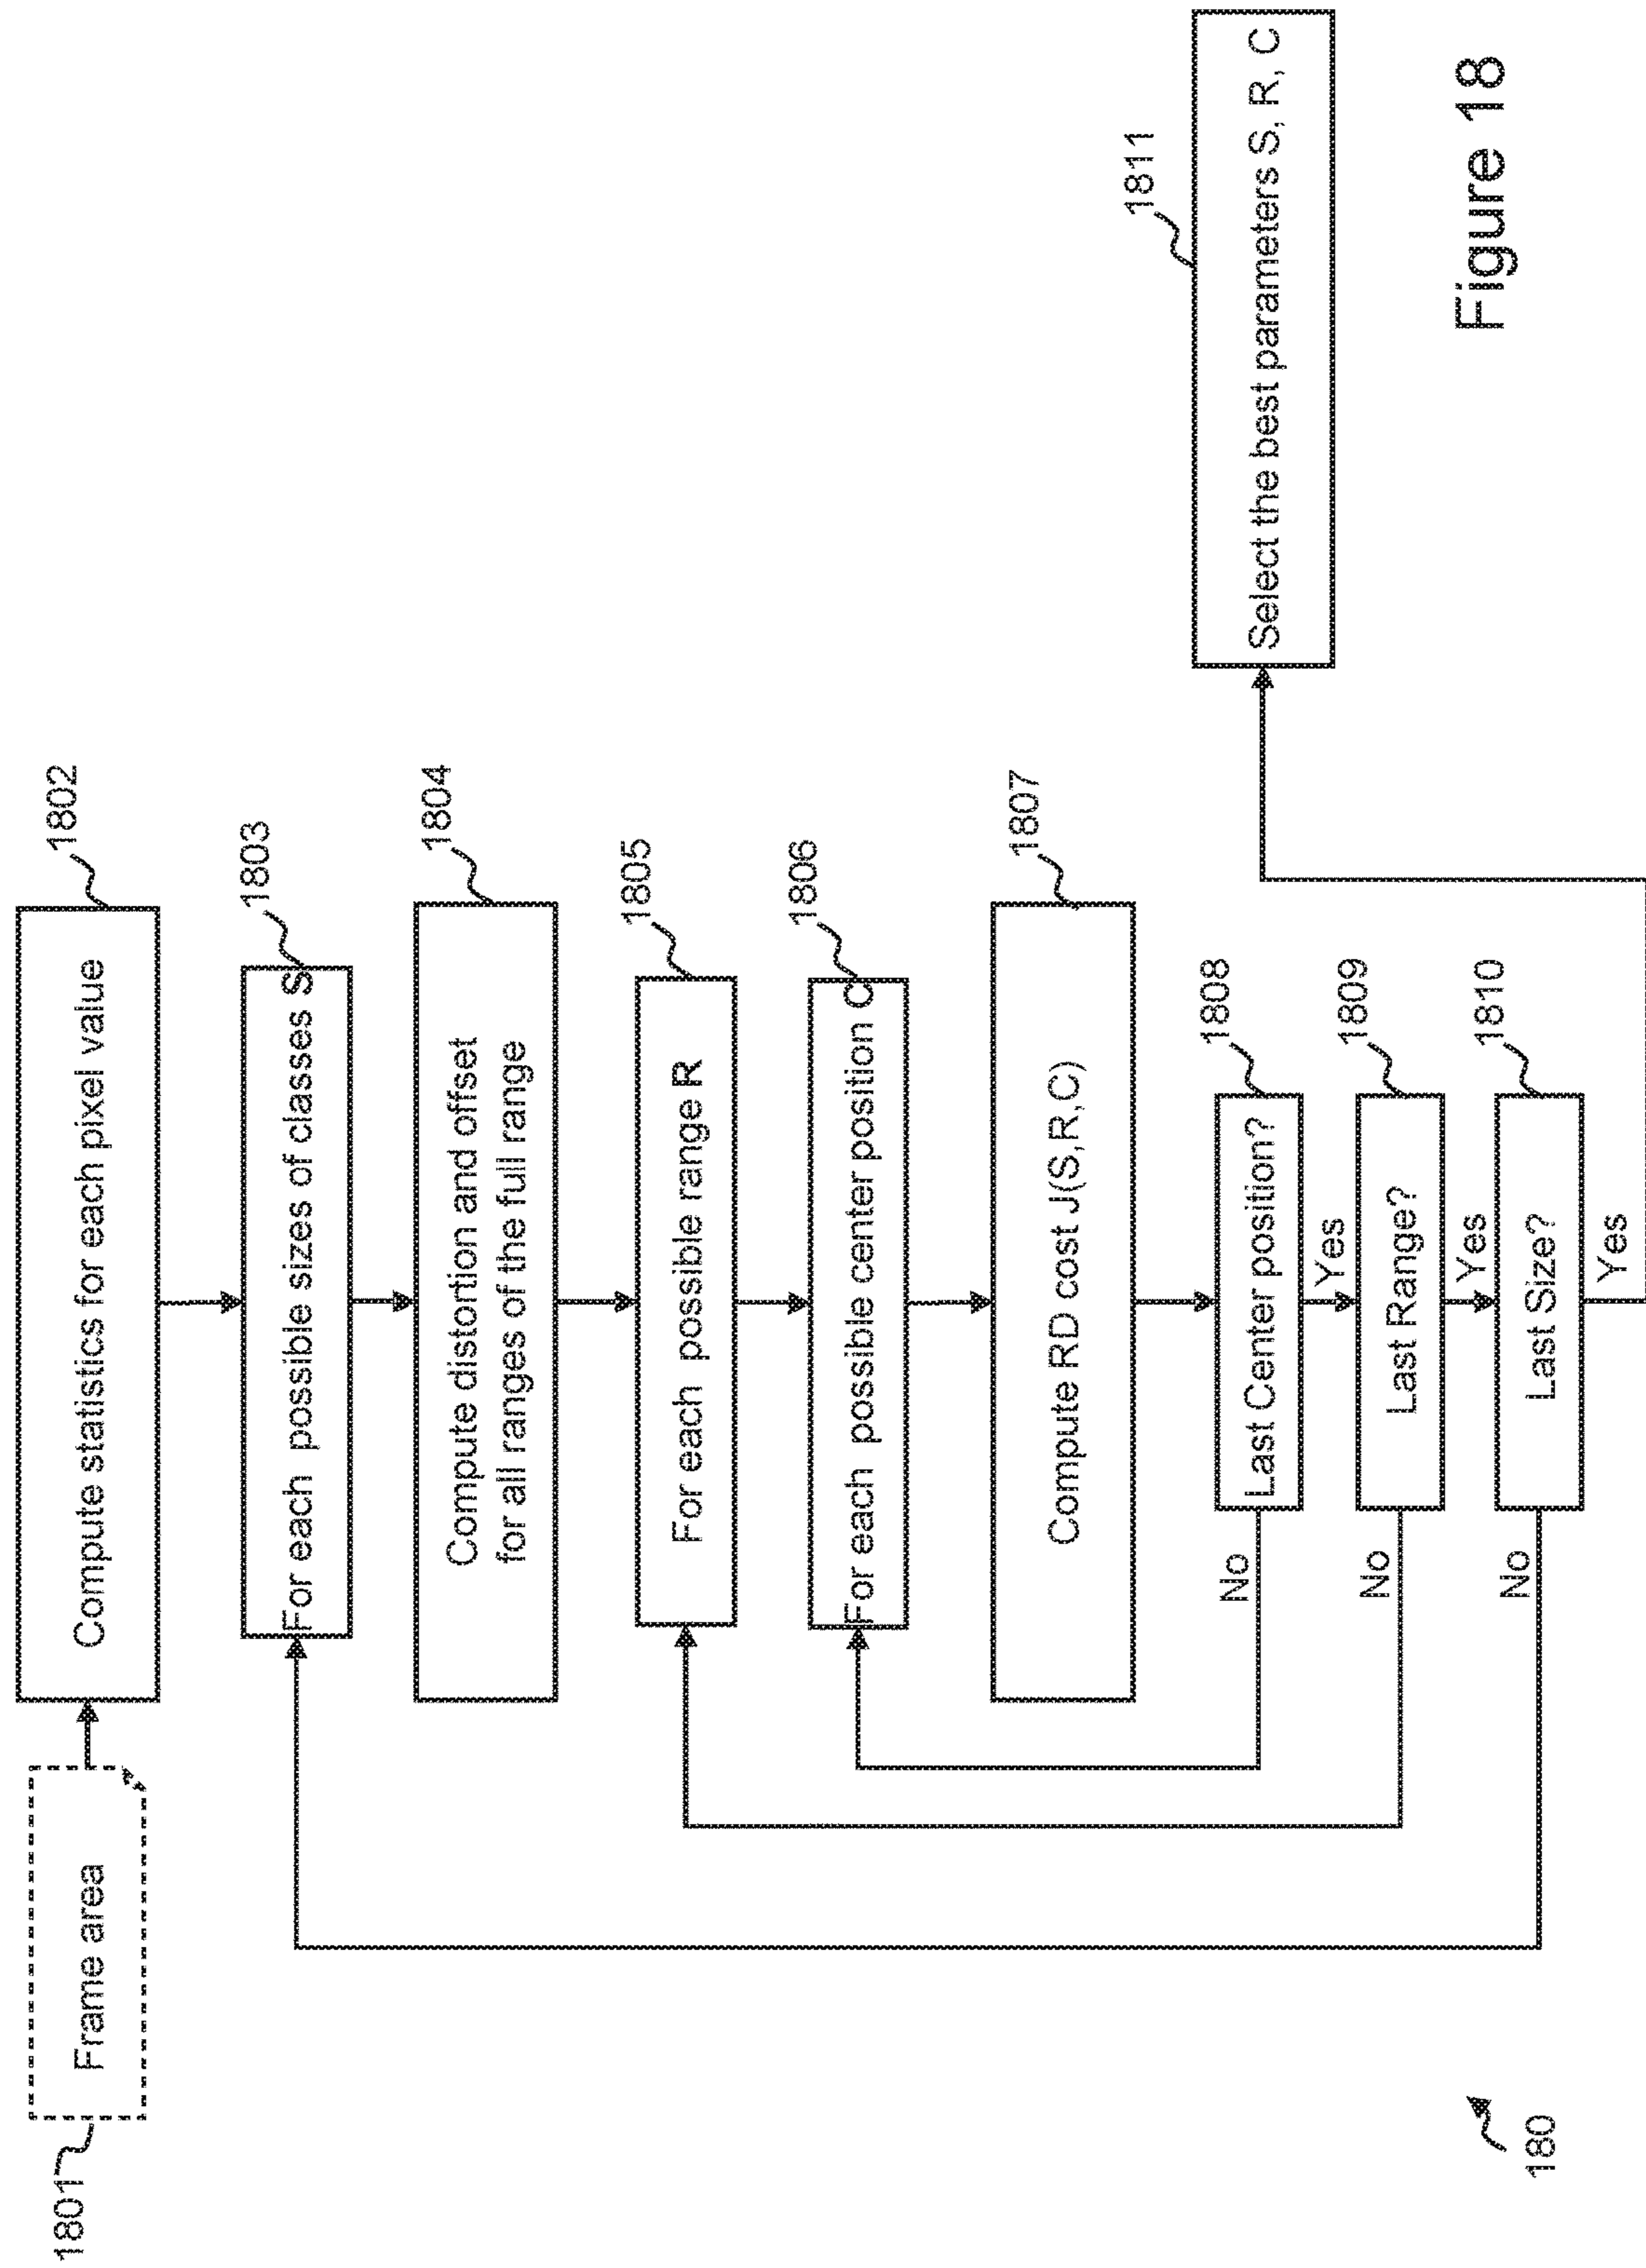 1801
Frame area
Compute statistics for each pixel value
1802
For each possible sizes of classes S
1803
Compute distortion and offset
for all ranges of the full range
1804
For each possible range R
1805
For each possible center position C
1806
Compute RD cost J(S,R,C)
1807
No
Last Center position?
1808
Yes
No
Last Range?
1809
Yes
No
Last Size?
1810
Yes
Select the best parameters S, R, C
1811
180
Figure 18